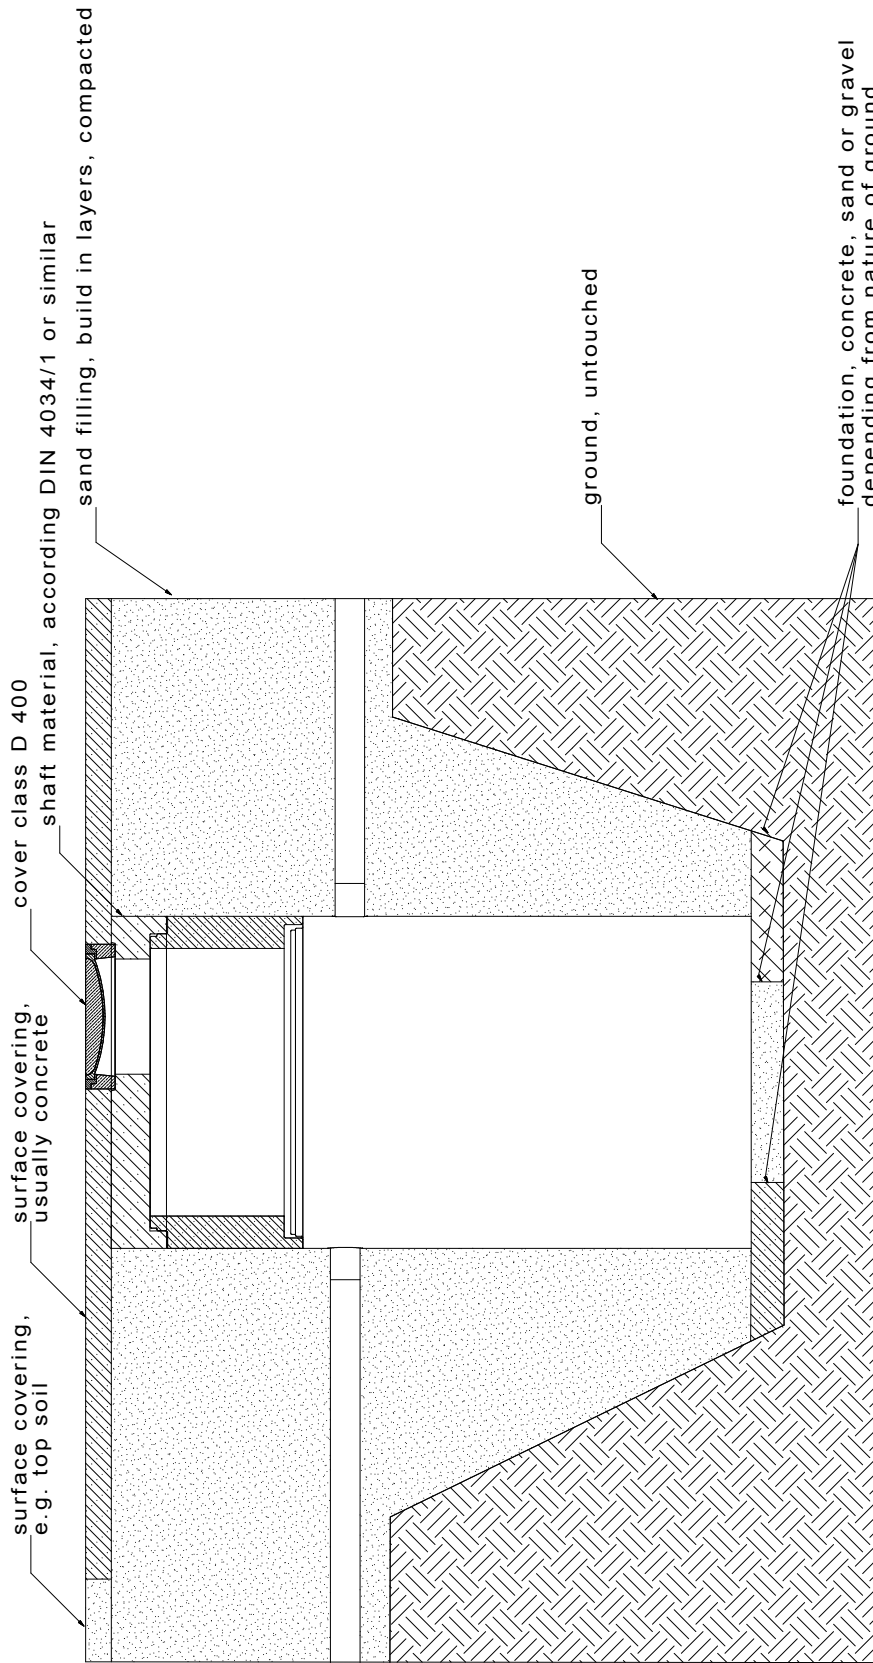 surface covering,
e.g. top soil
surface covering,
usually concrete
cover class D 400
shaft material, according DIN 4034/1 or similar
sand filling, build in layers, compacted
ground, untouched
foundation, concrete, sand or gravel
depending from nature of ground